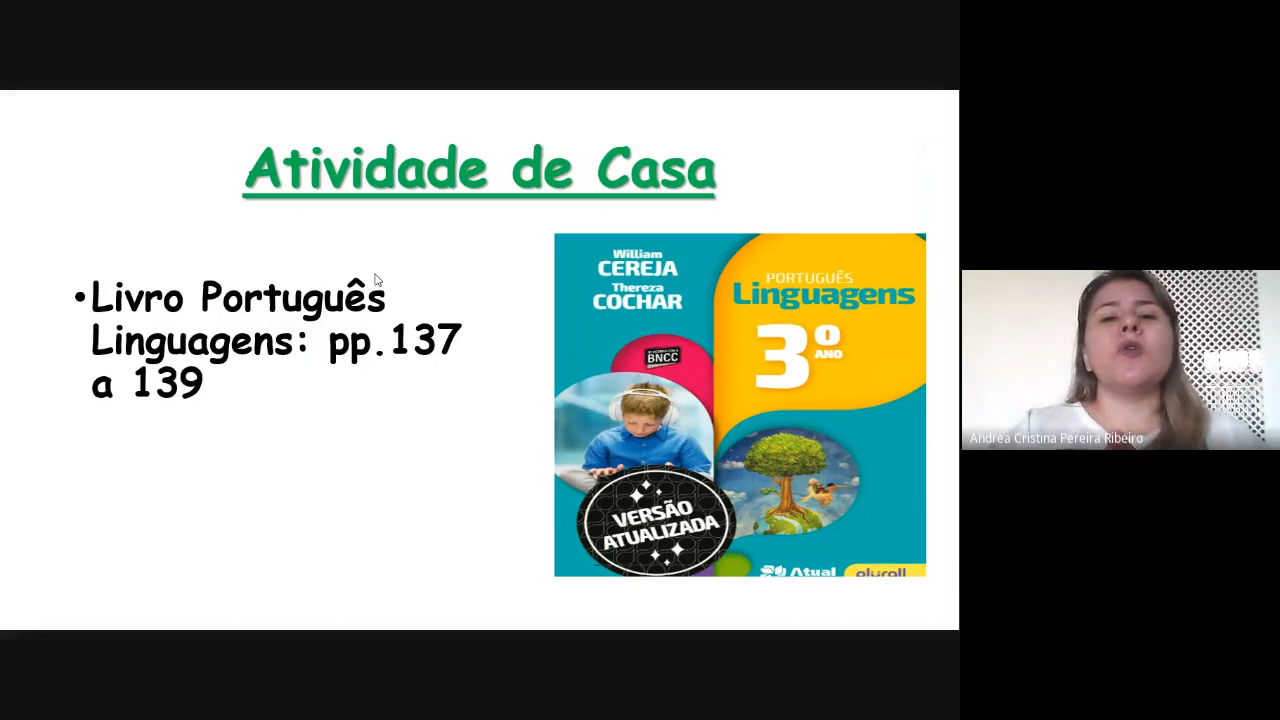 Atividade de Casa
•Livro Português
Linguagens: pp.137
a 139
William
CEREJA
Thereza
COCHAR
PORTUGUÊS
Linguagens
3º
ANO
BNCC
VERSÃO
ATUALIZADA
Atual
plurall
Andrea Cristina Pereira Ribeiro